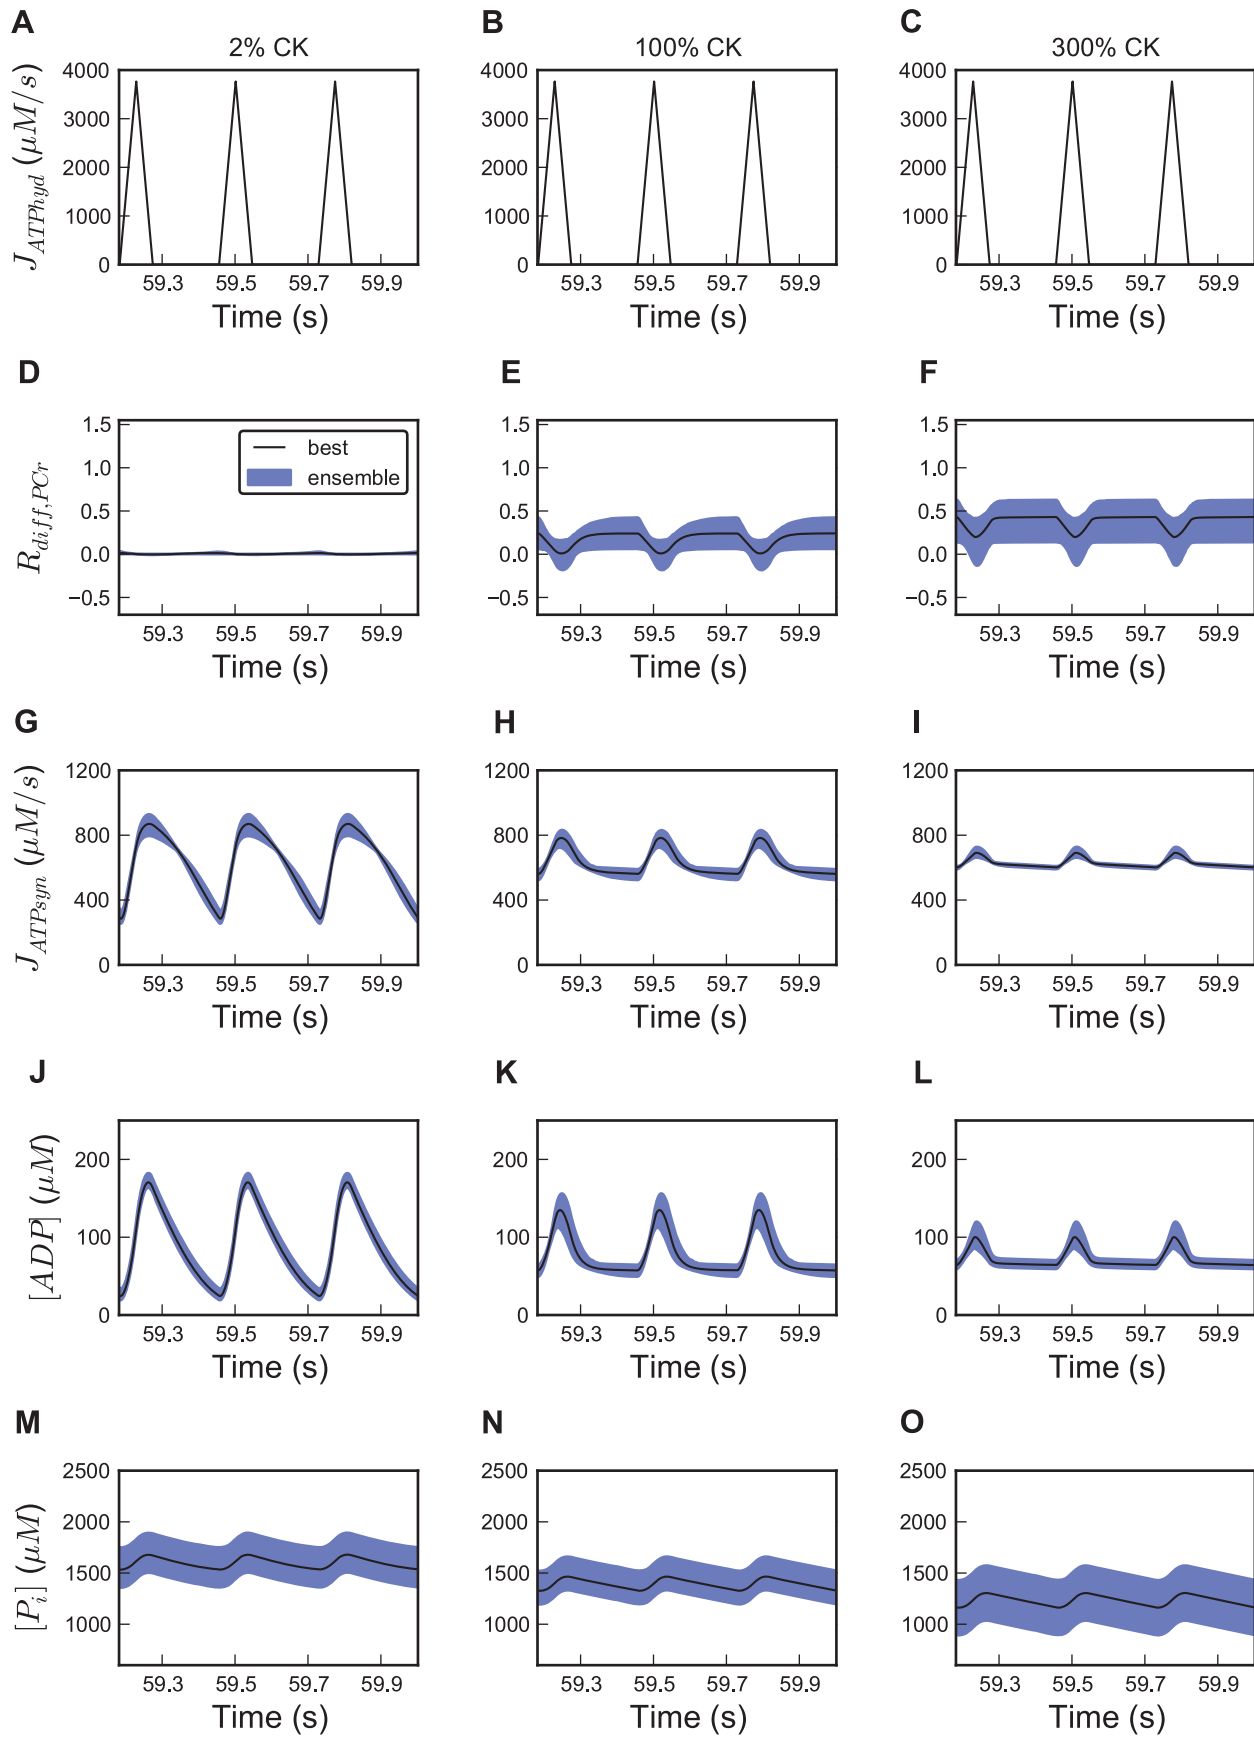 A B C
2% CK 100% CK 300% CK
J_ATPhyd (μM/s)
4000 3000 2000 1000 0
59.3 59.5 59.7 59.9
Time (s)
4000 3000 2000 1000 0
59.3 59.5 59.7 59.9
Time (s)
4000 3000 2000 1000 0
59.3 59.5 59.7 59.9
Time (s)
D E F
R_diff,PCr
1.5 1.0 0.5 0.0 −0.5
best
ensemble
59.3 59.5 59.7 59.9
Time (s)
1.5 1.0 0.5 0.0 −0.5
59.3 59.5 59.7 59.9
Time (s)
1.5 1.0 0.5 0.0 −0.5
59.3 59.5 59.7 59.9
Time (s)
G H I
J_ATPsyn (μM/s)
1200 800 400 0
59.3 59.5 59.7 59.9
Time (s)
1200 800 400 0
59.3 59.5 59.7 59.9
Time (s)
1200 800 400 0
59.3 59.5 59.7 59.9
Time (s)
J K L
[ADP] (μM)
200 100 0
59.3 59.5 59.7 59.9
Time (s)
200 100 0
59.3 59.5 59.7 59.9
Time (s)
200 100 0
59.3 59.5 59.7 59.9
Time (s)
M N O
[P_i] (μM)
2500 2000 1500 1000
59.3 59.5 59.7 59.9
Time (s)
2500 2000 1500 1000
59.3 59.5 59.7 59.9
Time (s)
2500 2000 1500 1000
59.3 59.5 59.7 59.9
Time (s)